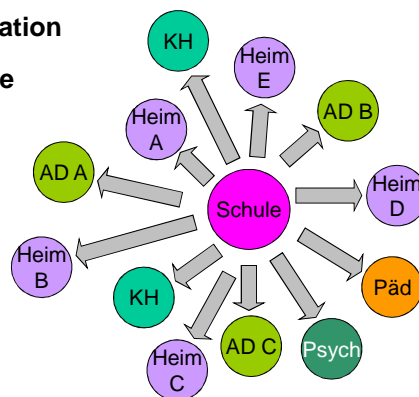 ation
e
KH
Heim
E
AD B
Heim
A
AD A
Heim
D
Schule
Heim
B
KH
Päd
AD C
Psych
Heim
C